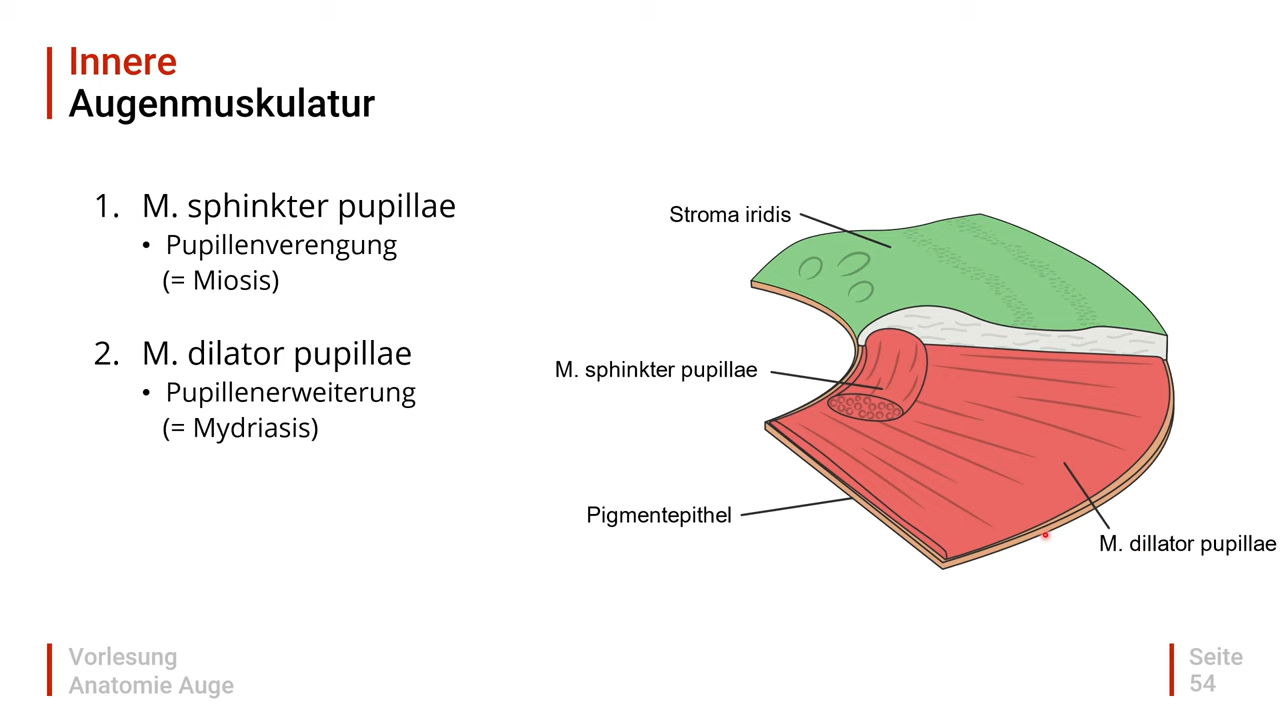 Innere
Augenmuskulatur
1. M. sphinkter pupillae
• Pupillenverengung
(= Miosis)
2. M. dilator pupillae
• Pupillenerweiterung
(= Mydriasis)
Stroma iridis
M. sphinkter pupillae
Pigmentepithel
M. dillator pupillae
Vorlesung
Anatomie Auge
Seite
54